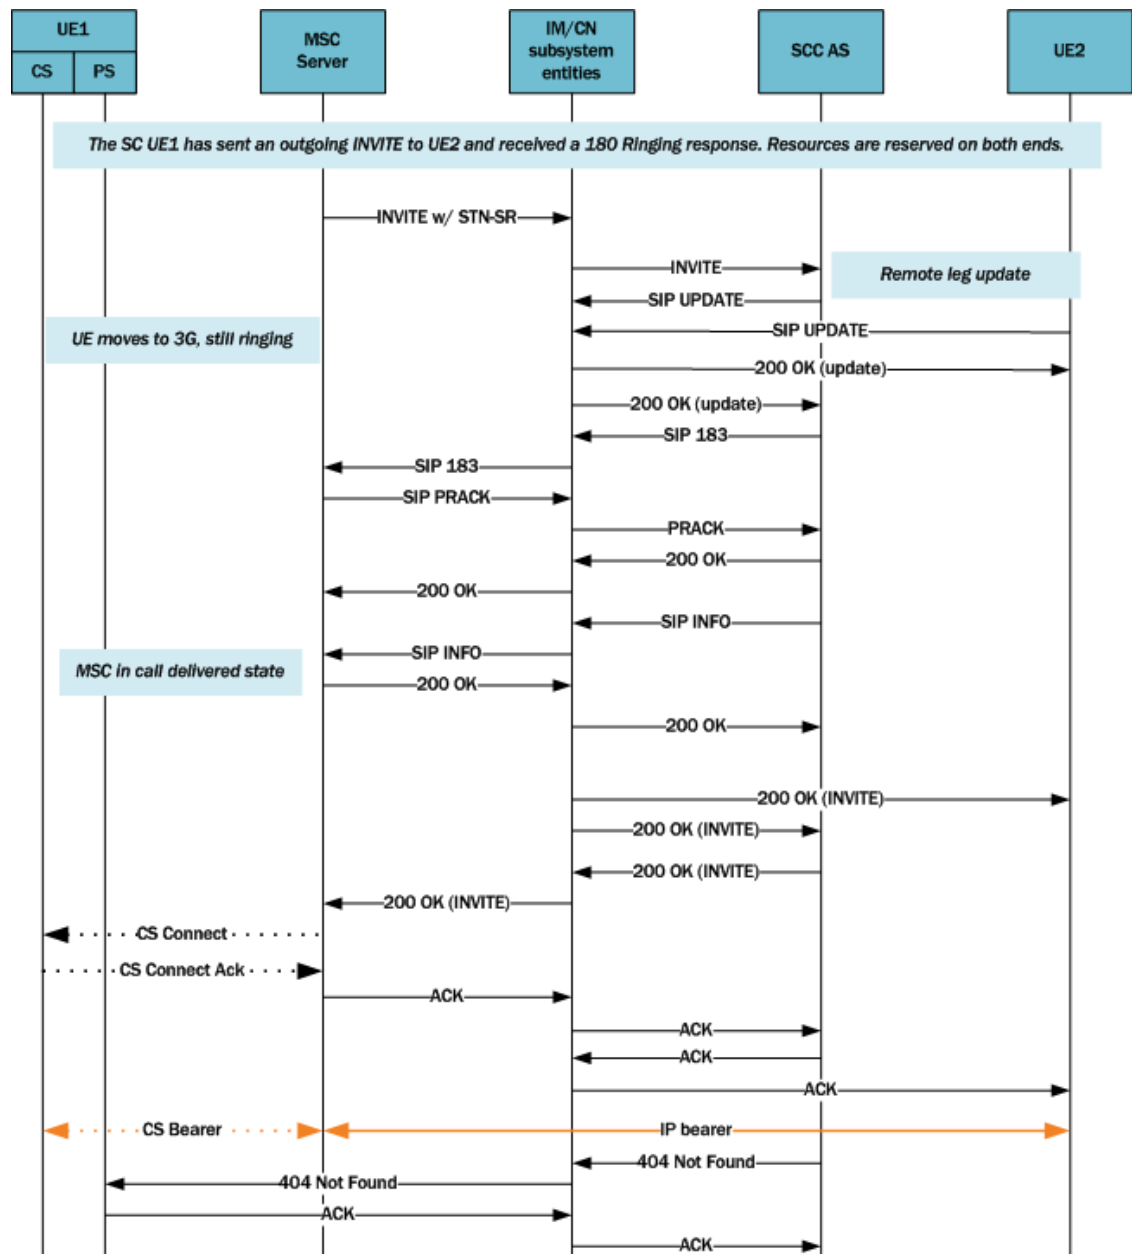 UE1
CS
PS
MSC
Server
IM/CN
subsystem
entities
SCC AS
UE2
The SC UE1 has sent an outgoing INVITE to UE2 and received a 180 Ringing response. Resources are reserved on both ends.
INVITE w/ STN-SR
INVITE
Remote leg update
SIP UPDATE
UE moves to 3G, still ringing
SIP UPDATE
200 OK (update)
200 OK (update)
SIP 183
SIP 183
SIP PRACK
PRACK
200 OK
200 OK
SIP INFO
SIP INFO
MSC in call delivered state
200 OK
200 OK
200 OK (INVITE)
200 OK (INVITE)
200 OK (INVITE)
200 OK (INVITE)
CS Connect
CS Connect Ack
ACK
ACK
ACK
ACK
CS Bearer
IP bearer
404 Not Found
404 Not Found
ACK
ACK